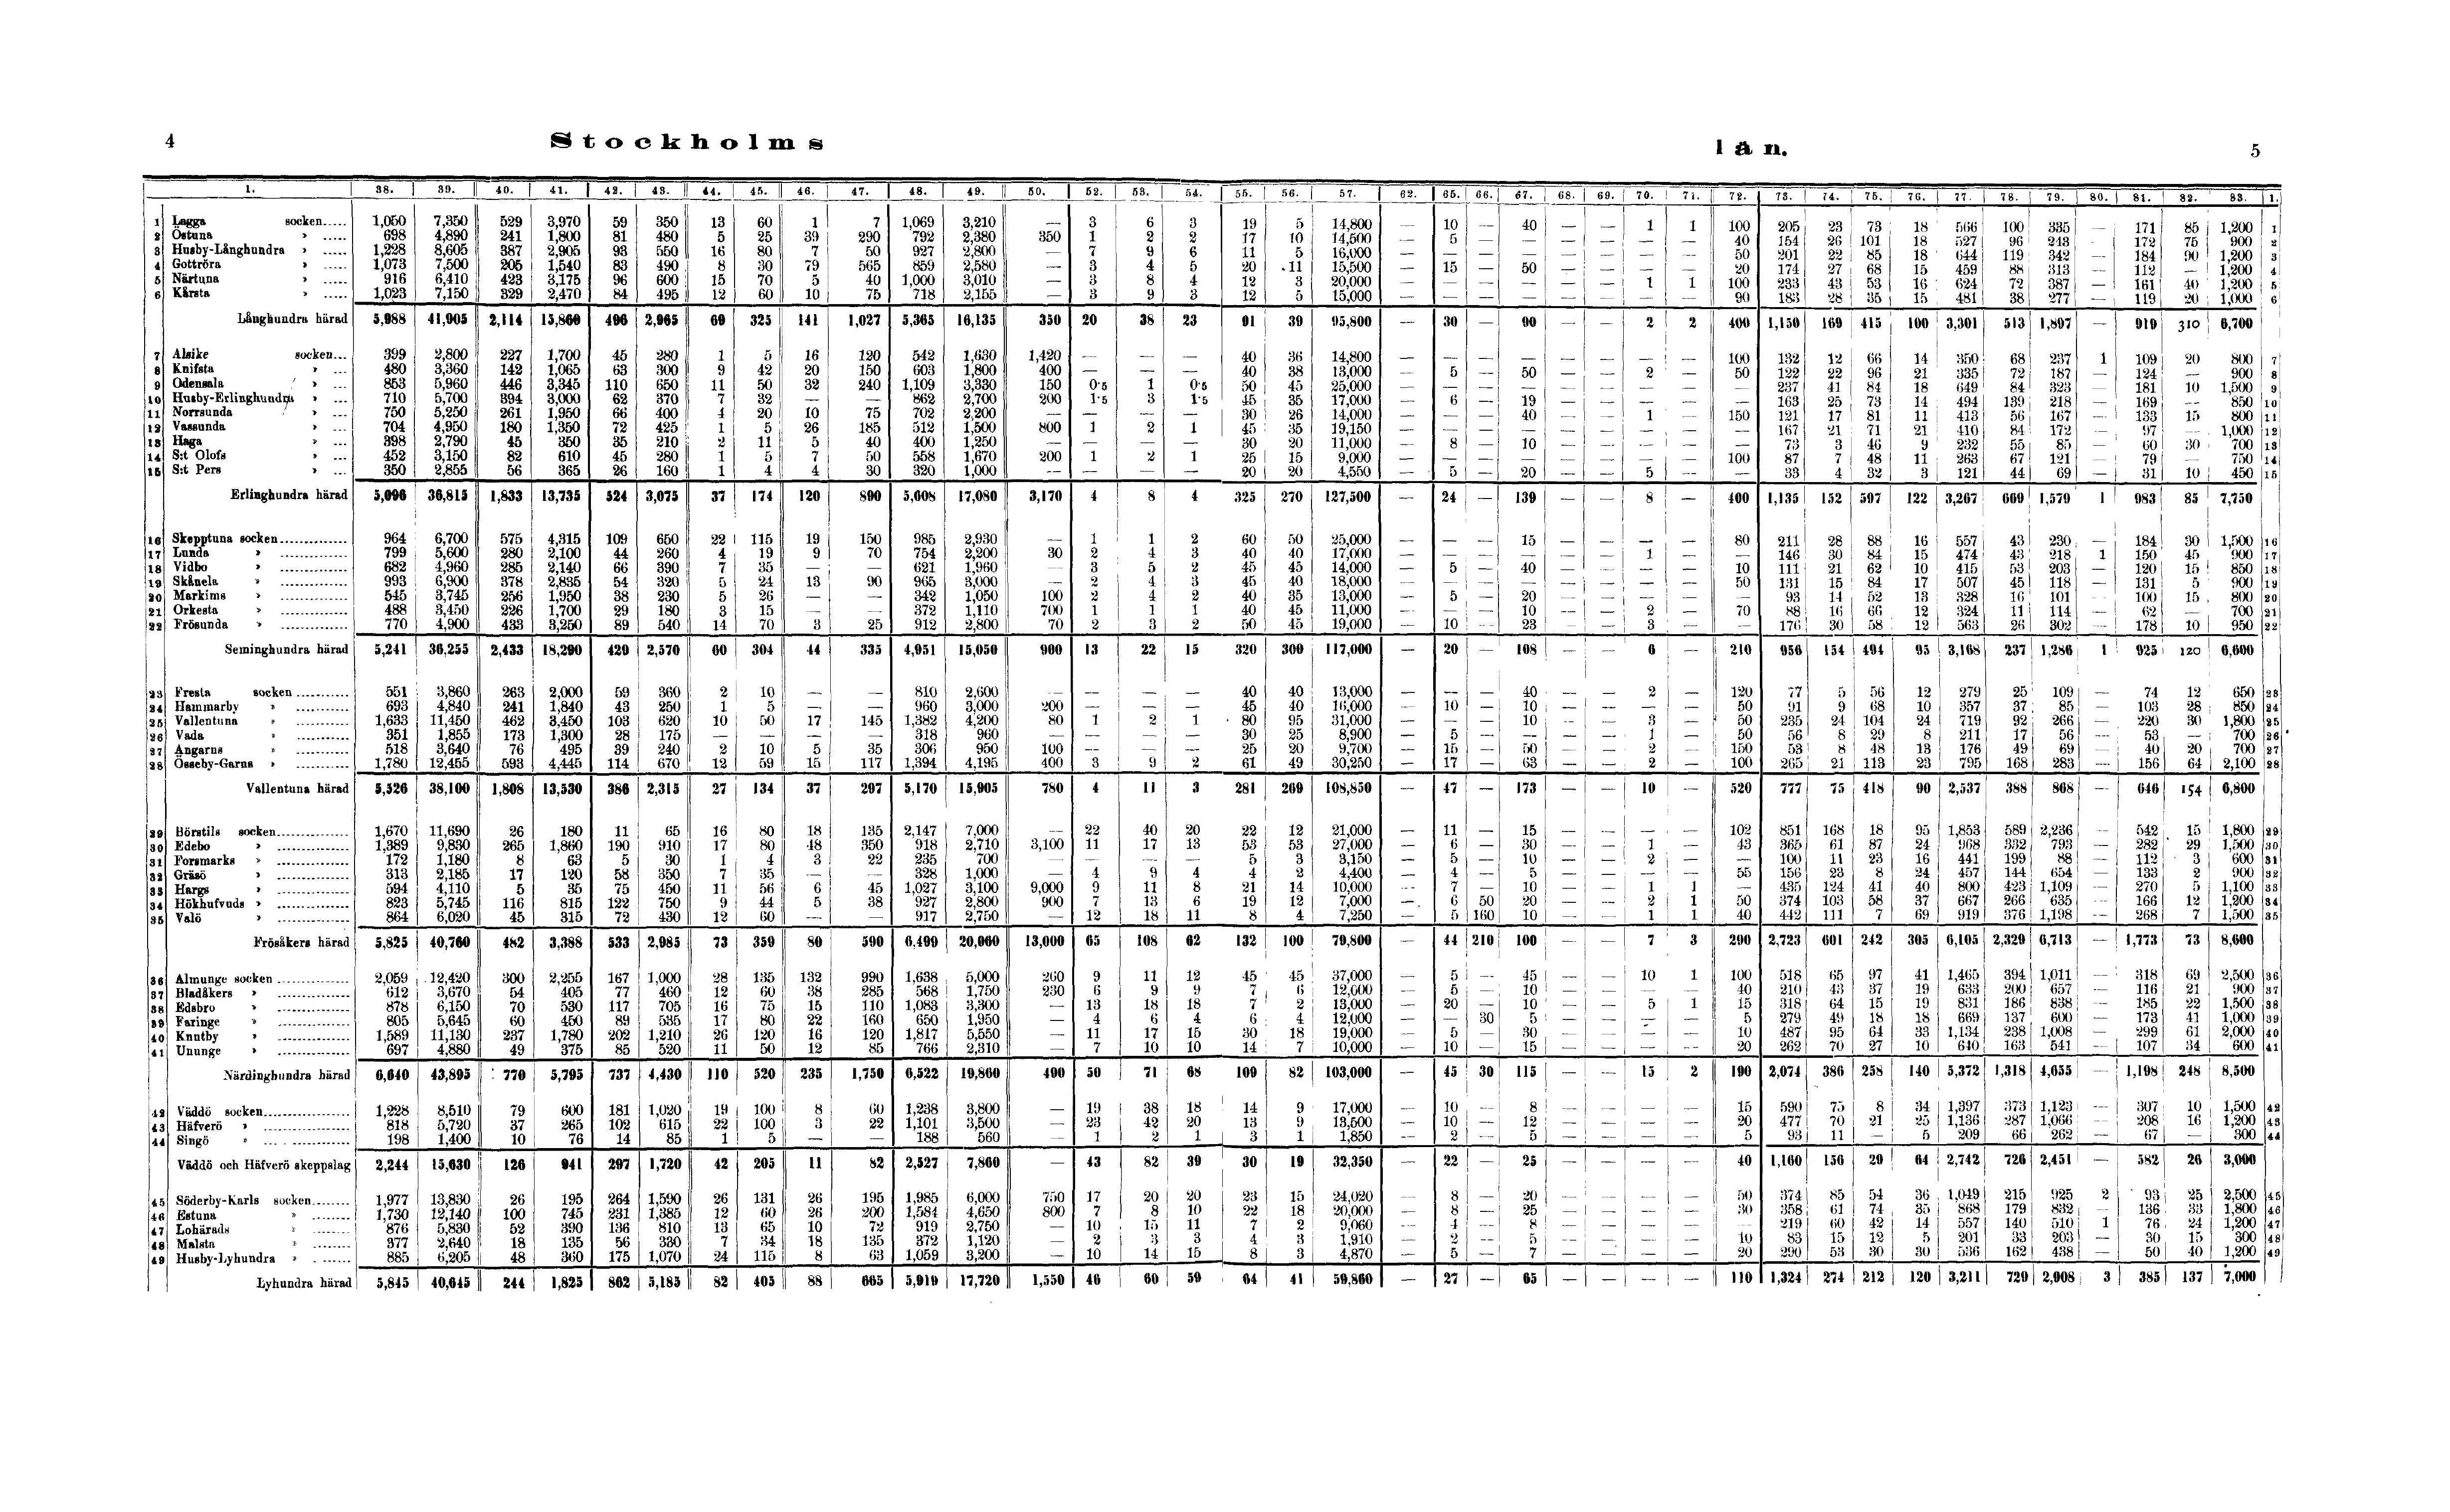 4 Stockholms län. 5
1. 38. 39. 40. 41. 42. 43. 44. 45. 46. 47. 48. 49. 50. 52. 53. 54. 55. 56. 57. 62. 65. 66. 67. 68. 69. 70. 71. 72. 73. 74. 75. 76. 77. 78. 79. 80. 81. 82. 83. 1.
1 Lagga socken..... 1,050 7,350 529 3,970 59 350 13 60 1 7 1,069 3,210 — 3 6 3 19 5 14,800 — 10 — 40 — — 1 1 100 205 23 73 18 566 100 335 — 171 85 1,200 1
2 Östuna » ..... 698 4,890 241 1,800 81 480 5 25 39 290 792 2,380 350 1 2 2 17 10 14,500 — 5 — — — — — — 40 154 26 101 18 527 96 243 — 172 75 900 2
3 Husby-Långhundra » ..... 1,228 8,605 387 2,905 93 550 16 80 7 50 927 2,800 — 7 9 6 11 5 16,000 — — — — — — — — 50 201 22 85 18 644 119 342 — 184 90 1,200 3
4 Gottröra » ..... 1,073 7,500 205 1,540 83 490 8 30 79 565 859 2,580 — 3 4 5 20 11 15,500 — 15 — 50 — — — — 20 174 27 68 15 459 88 313 — 112 — 1,200 4
5 Närtuna » ..... 916 6,410 423 3,175 96 600 15 70 5 40 1,000 3,010 — 3 8 4 12 3 20,000 — — — — — — 1 1 100 233 43 53 16 624 72 387 — 161 40 1,200 5
6 Kårsta » ..... 1,023 7,150 329 2,470 84 495 12 60 10 75 718 2,155 — 3 9 3 12 5 15,000 — — — — — — — — 90 183 28 35 15 481 38 277 — 119 20 1,000 6
Långhundra härad 5,988 41,905 2,114 15,860 496 2,965 69 325 141 1,027 5,365 16,135 350 20 38 23 91 39 95,800 — 30 — 90 — — 2 2 400 1,150 169 415 100 3,301 513 1,897 — 919 310 6,700
7 Alsike socken... 399 2,800 227 1,700 45 280 1 5 16 120 542 1,630 1,420 — — — 40 36 14,800 — — — — — — — — 100 132 12 66 14 350 68 237 1 109 20 800 7
8 Knifsta » ... 480 3,360 142 1,065 63 300 9 42 20 150 603 1,800 400 — — — 40 38 13,000 — 5 — 50 — — 2 — 50 122 22 96 21 335 72 187 — 124 — 900 8
9 Odensala » ... 853 5,960 446 3,345 110 650 11 50 32 240 1,109 3,330 150 0·5 1 0·5 50 45 25,000 — — — — — — — — — 237 41 84 18 649 84 323 — 181 10 1,500 9
10 Husby-Erlinghundra » ... 710 5,700 394 3,000 62 370 7 32 — — 862 2,700 200 1·5 3 1·5 45 35 17,000 — 6 — 19 — — — — — 163 25 73 14 494 139 218 — 169 — 850 10
11 Norrsunda » ... 750 5,250 261 1,950 66 400 4 20 10 75 702 2,200 — — — — 30 26 14,000 — — — 40 — — 1 — 150 121 17 81 11 413 56 167 — 133 15 800 11
12 Vassunda » ... 704 4,950 180 1,350 72 425 1 5 26 185 512 1,500 800 1 2 1 45 35 19,150 — — — — — — — — — 167 21 71 21 410 84 172 — 97 — 1,000 12
13 Haga » ... 398 2,790 45 350 35 210 2 11 5 40 400 1,250 — — — — 30 20 11,000 — 8 — 10 — — — — — 73 3 46 9 232 55 85 — 60 30 700 13
14 S:t Olofs » ... 452 3,150 82 610 45 280 1 5 7 50 558 1,670 200 1 2 1 25 15 9,000 — — — — — — — — 100 87 7 48 11 263 67 121 — 79 — 750 14
15 S:t Pers » ... 350 2,855 56 365 26 160 1 4 4 30 320 1,000 — — — — 20 20 4,550 — 5 — 20 — — 5 — — 33 4 32 3 121 44 69 — 31 10 450 15
Erlinghundra härad 5,096 36,815 1,833 13,735 524 3,075 37 174 120 890 5,608 17,080 3,170 4 8 4 325 270 127,500 — 24 — 139 — — 8 — 400 1,135 152 597 122 3,267 669 1,579 1 983 85 7,750
16 Skepptuna socken............. 964 6,700 575 4,315 109 650 22 115 19 150 985 2,930 — 1 1 2 60 50 25,000 — — — 15 — — — — 80 211 28 88 16 557 43 230 — 184 30 1,500 16
17 Lunda » ............. 799 5,600 280 2,100 44 260 4 19 9 70 754 2,200 30 2 4 3 40 40 17,000 — — — — — — 1 — — 146 30 84 15 474 43 218 1 150 45 900 17
18 Vidbo » ............. 682 4,960 285 2,140 66 390 7 35 — — 621 1,960 — 3 5 2 45 45 14,000 — 5 — 40 — — — — 10 111 21 62 10 415 53 203 — 120 15 850 18
19 Skånela » ............. 993 6,900 378 2,835 54 320 5 24 13 90 965 3,000 — 2 4 3 45 40 18,000 — — — — — — — — 50 131 15 84 17 507 45 118 — 131 5 900 19
20 Markims » ............. 545 3,745 256 1,950 38 230 5 26 — — 342 1,050 100 2 4 2 40 35 13,000 — 5 — 20 — — — — — 93 14 52 13 328 16 101 — 100 15 800 20
21 Orkesta » ............. 488 3,450 226 1,700 29 180 3 15 — — 372 1,110 700 1 1 1 40 45 11,000 — — — 10 — — 2 — 70 88 16 66 12 324 11 114 — 62 — 700 21
22 Frösunda » ............. 770 4,900 433 3,250 89 540 14 70 3 25 912 2,800 70 2 3 2 50 45 19,000 — 10 — 23 — — 3 — — 176 30 58 12 563 26 302 — 178 10 950 22
Seminghundra härad 5,241 36,255 2,433 18,290 429 2,570 60 304 44 335 4,951 15,050 900 13 22 15 320 300 117,000 — 20 — 108 — — 6 — 210 956 154 494 95 3,168 237 1,286 1 925 120 6,600
23 Fresta socken .......... 551 3,860 263 2,000 59 360 2 10 — — 810 2,600 — — — — 40 40 13,000 — — — 40 — — 2 — 120 77 5 56 12 279 25 109 — 74 12 650 23
24 Hammarby » .......... 693 4,840 241 1,840 43 250 1 5 — — 960 3,000 200 — — — 45 40 16,000 — 10 — 10 — — — — 50 91 9 68 10 357 37 85 — 103 28 850 24
25 Vallentuna » .......... 1,633 11,450 462 3,450 103 620 10 50 17 145 1,382 4,200 80 1 2 1 80 95 31,000 — — — 10 — — 3 — 50 235 24 104 24 719 92 266 — 220 30 1,800 25
26 Vada » .......... 351 1,855 173 1,300 28 175 — — — — 318 960 — — — — 30 25 8,900 — 5 — — — — 1 — 50 56 8 29 8 211 17 56 — 53 — 700 26
27 Angarns » .......... 518 3,640 76 495 39 240 2 10 5 35 306 950 100 — — — 25 20 9,700 — 15 — 50 — — 2 — 150 53 8 48 13 176 49 69 — 40 20 700 27
28 Össeby-Garns » .......... 1,780 12,455 593 4,445 114 670 12 59 15 117 1,394 4,195 400 3 9 2 61 49 30,250 — 17 — 63 — — 2 — 100 265 21 113 23 795 168 283 — 156 64 2,100 28
Vallentuna härad 5,526 38,100 1,808 13,530 386 2,315 27 134 37 297 5,170 15,905 780 4 11 3 281 269 108,850 — 47 — 173 — — 10 — 520 777 75 418 90 2,537 388 868 — 646 154 6,800
29 Börstils socken............. 1,670 11,690 26 180 11 65 16 80 18 135 2,147 7,000 — 22 40 20 22 12 21,000 — 11 — 15 — — — — 102 851 168 18 95 1,853 589 2,236 — 542 15 1,800 29
30 Edebo » ............. 1,389 9,830 265 1,860 190 910 17 80 48 350 918 2,710 3,100 11 17 13 53 53 27,000 — 6 — 30 — — 1 — 43 365 61 87 24 968 332 793 — 282 29 1,500 30
31 Forsmarks » ............. 172 1,180 8 63 5 30 1 4 3 22 235 700 — — — — 5 3 3,150 — 5 — 10 — — 2 — — 100 11 23 16 441 199 88 — 112 3 600 31
32 Gräsö » ............. 313 2,185 17 120 58 350 7 35 — — 328 1,000 — 4 9 4 4 2 4,400 — 4 — 5 — — — — 55 156 23 8 24 457 144 654 — 133 2 900 32
33 Hargs » ............. 594 4,110 5 35 75 450 11 56 6 45 1,027 3,100 9,000 9 11 8 21 14 10,000 — 7 — 10 — — 1 1 — 435 124 41 40 800 423 1,109 — 270 5 1,100 33
34 Hökhufvuds » ............. 823 5,745 116 815 122 750 9 44 5 38 927 2,800 900 7 13 6 19 12 7,000 — 6 50 20 — — 2 1 50 374 103 58 37 667 266 635 — 166 12 1,200 34
35 Valö » ............. 864 6,020 45 315 72 430 12 60 — — 917 2,750 — 12 18 11 8 4 7,250 — 5 160 10 — — 1 1 40 442 111 7 69 919 376 1,198 — 268 7 1,500 35
Frösåkers härad 5,825 40,760 482 3,388 533 2,985 73 359 80 590 6,499 20,060 13,000 65 108 62 132 100 79,800 — 44 210 100 — — 7 3 290 2,723 601 242 305 6,105 2,329 6,713 — 1,773 73 8,600
36 Almunge socken ............. 2,059 12,420 300 2,255 167 1,000 28 135 132 990 1,638 5,000 260 9 11 12 45 45 37,000 — 5 — 45 — — 10 1 100 518 65 97 41 1,465 394 1,011 — 318 69 2,500 36
37 Bladåkers » ............. 612 3,670 54 405 77 460 12 60 38 285 568 1,750 230 6 9 9 7 6 12,000 — 5 — 10 — — — — 40 210 43 37 19 633 200 657 — 116 21 900 37
38 Edsbro » ............. 878 6,150 70 530 117 705 16 75 15 110 1,083 3,300 — 13 18 18 7 2 13,000 — 20 — 10 — — 5 1 15 318 64 15 19 831 186 838 — 185 22 1,500 38
39 Faringe » ............. 805 5,645 60 450 89 535 17 80 22 160 650 1,950 — 4 6 4 6 4 12,000 — — 30 5 — — — — 5 279 49 18 18 669 137 600 — 173 41 1,000 39
40 Knutby » ............. 1,589 11,130 237 1,780 202 1,210 26 120 16 120 1,817 5,550 — 11 17 15 30 18 19,000 — 5 — 30 — — — — 10 487 95 64 33 1,134 238 1,008 — 299 61 2,000 40
41 Ununge » ............. 697 4,880 49 375 85 520 11 50 12 85 766 2,310 — 7 10 10 14 7 10,000 — 10 — 15 — — — — 20 262 70 27 10 640 163 541 — 107 34 600 41
Närdinghundra härad 6,640 43,895 770 5,795 737 4,430 110 520 235 1,750 6,522 19,860 490 50 71 68 109 82 103,000 — 45 30 115 — — 15 2 190 2,074 386 258 140 5,372 1,318 4,655 — 1,198 248 8,500
42 Väddö socken................ 1,228 8,510 79 600 181 1,020 19 100 8 60 1,238 3,800 — 19 38 18 14 9 17,000 — 10 — 8 — — — — 15 590 75 8 34 1,397 373 1,123 — 307 10 1,500 42
43 Häfverö » ................ 818 5,720 37 265 102 615 22 100 3 22 1,101 3,500 — 23 42 20 13 9 13,500 — 10 — 12 — — — — 20 477 70 21 25 1,136 287 1,066 — 208 16 1,200 43
44 Singö » ................ 198 1,400 10 76 14 85 1 5 — — 188 560 — 1 2 1 3 1 1,850 — 2 — 5 — — — — 5 93 11 — 5 209 66 262 — 67 — 300 44
Väddö och Häfverö skeppslag 2,244 15,630 126 941 297 1,720 42 205 11 82 2,527 7,860 — 43 82 39 30 19 32,350 — 22 — 25 — — — — 40 1,160 156 29 64 2,742 726 2,451 — 582 26 3,000
45 Söderby-Karls socken....... 1,977 13,830 26 195 264 1,590 26 131 26 195 1,985 6,000 750 17 20 20 23 15 24,020 — 8 — 20 — — — — 50 374 85 54 36 1,049 215 925 2 93 25 2,500 45
46 Estuna » ....... 1,730 12,140 100 745 231 1,385 12 60 26 200 1,584 4,650 800 7 8 10 22 18 20,000 — 8 — 25 — — — — 30 358 61 74 35 868 179 832 — 136 33 1,800 46
47 Lohärads » ....... 876 5,830 52 390 136 810 13 65 10 72 919 2,750 — 10 15 11 7 2 9,060 — 4 — 8 — — — — — 219 60 42 14 557 140 510 1 76 24 1,200 47
48 Malsta » ....... 377 2,640 18 135 56 330 7 34 18 135 372 1,120 — 2 3 3 4 3 1,910 — 2 — 5 — — — — 10 83 15 12 5 201 33 203 — 30 15 300 48
49 Husby-Lyhundra » ....... 885 6,205 48 360 175 1,070 24 115 8 63 1,059 3,200 — 10 14 15 8 3 4,870 — 5 — 7 — — — — 20 290 53 30 30 536 162 438 — 50 40 1,200 49
Lyhundra härad 5,845 40,645 244 1,825 862 5,185 82 405 88 665 5,919 17,720 1,550 46 60 59 64 41 59,860 — 27 — 65 — — — — 110 1,324 274 212 120 3,211 729 2,908 3 385 137 7,000